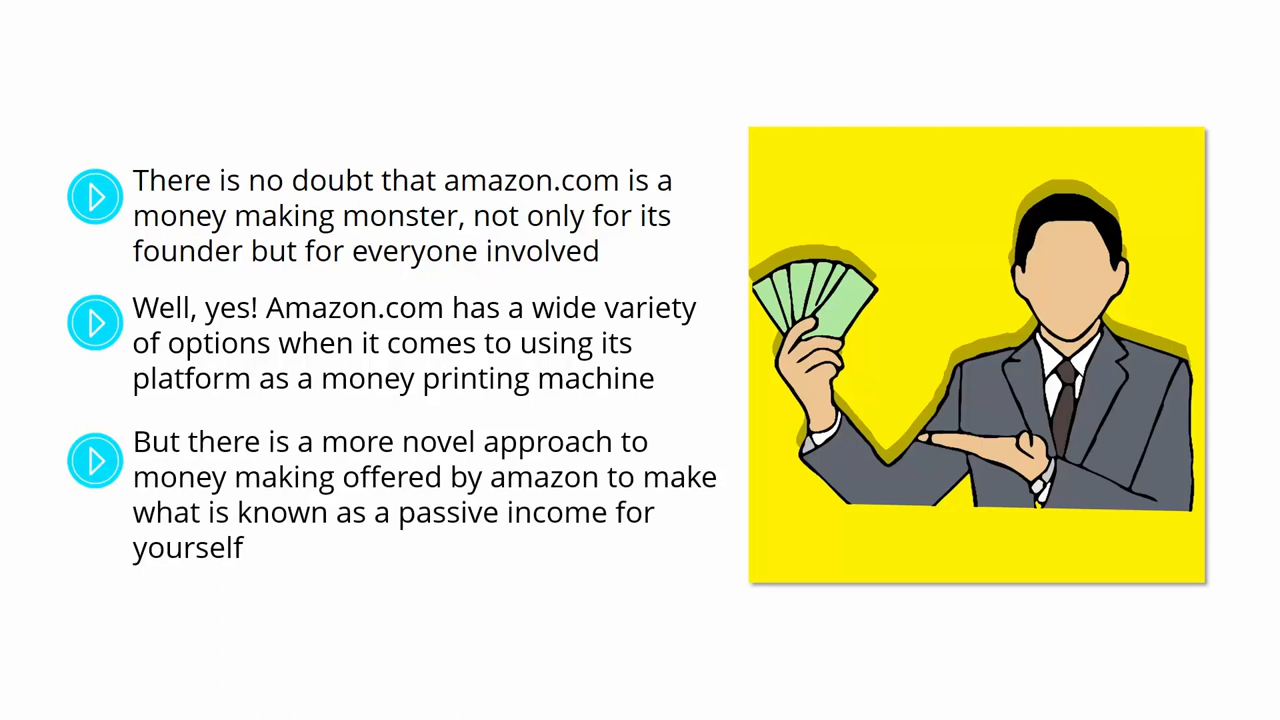 There is no doubt that amazon.com is a
money making monster, not only for its
founder but for everyone involved
Well, yes! Amazon.com has a wide variety
of options when it comes to using its
platform as a money printing machine
But there is a more novel approach to
money making offered by amazon to make
what is known as a passive income for
yourself